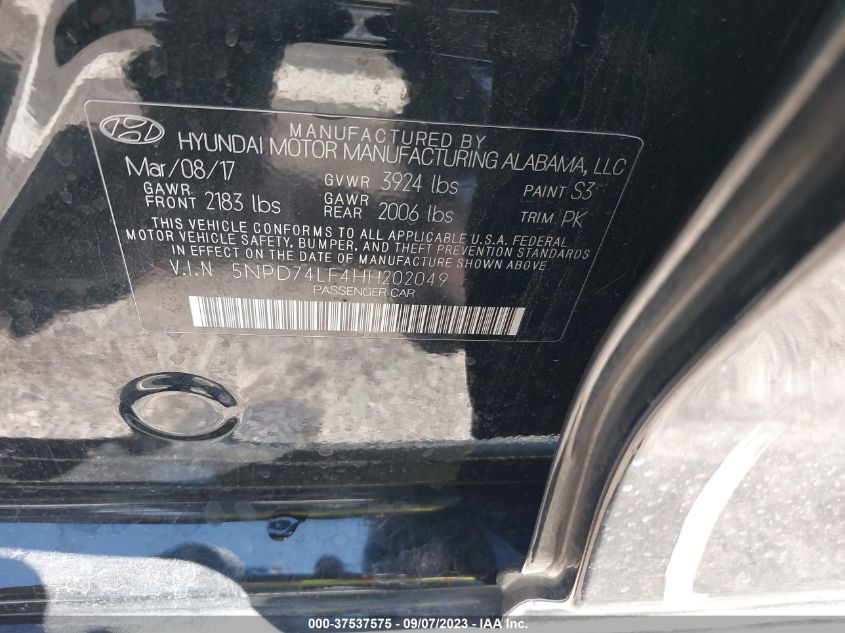 MANUFACTURED BY
HYUNDAI MOTOR MANUFACTURING ALABAMA, LLC
Mar/08/17 GVWR 3924 lbs PAINT S3
GAWR FRONT 2183 lbs GAWR REAR 2006 lbs TRIM PK
THIS VEHICLE CONFORMS TO ALL APPLICABLE U.S.A. FEDERAL
MOTOR VEHICLE SAFETY, BUMPER, AND THEFT PREVENTION STANDARDS
IN EFFECT ON THE DATE OF MANUFACTURE SHOWN ABOVE.
V.I.N 5NPD74LF4HH202049
PASSENGER CAR
000-37537575 - 09/07/2023 - IAA Inc.